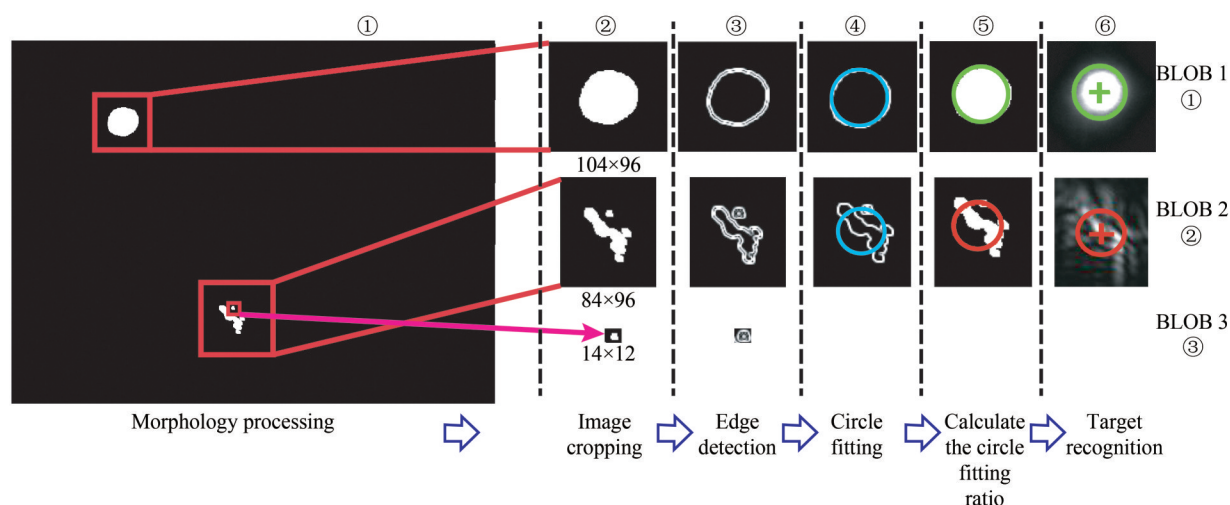 ① ② ③ ④ ⑤ ⑥
BLOB 1
①
104×96
BLOB 2
②
84×96
BLOB 3
③
14×12
Morphology processing
Image
cropping
Edge
detection
Circle
fitting
Calculate
the circle
fitting
ratio
Target
recognition